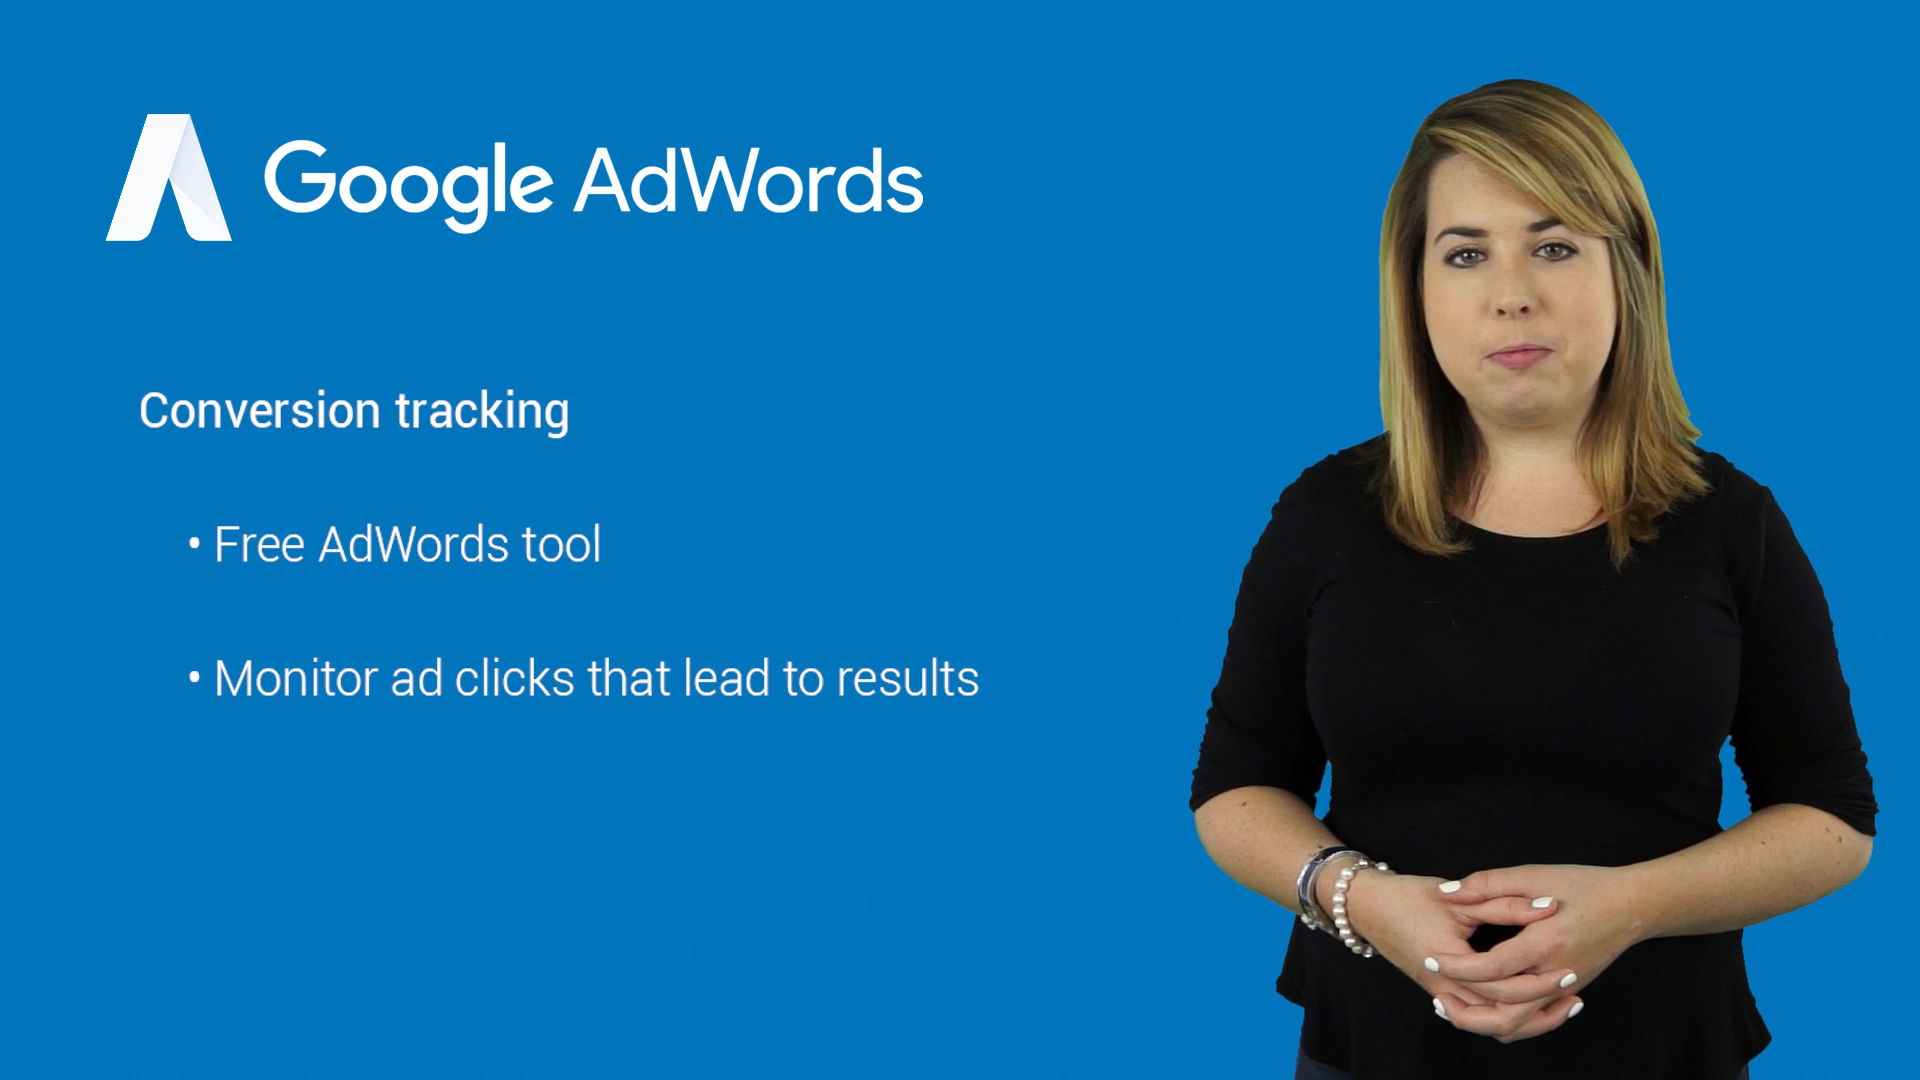 Google AdWords
Conversion tracking
• Free AdWords tool
• Monitor ad clicks that lead to results